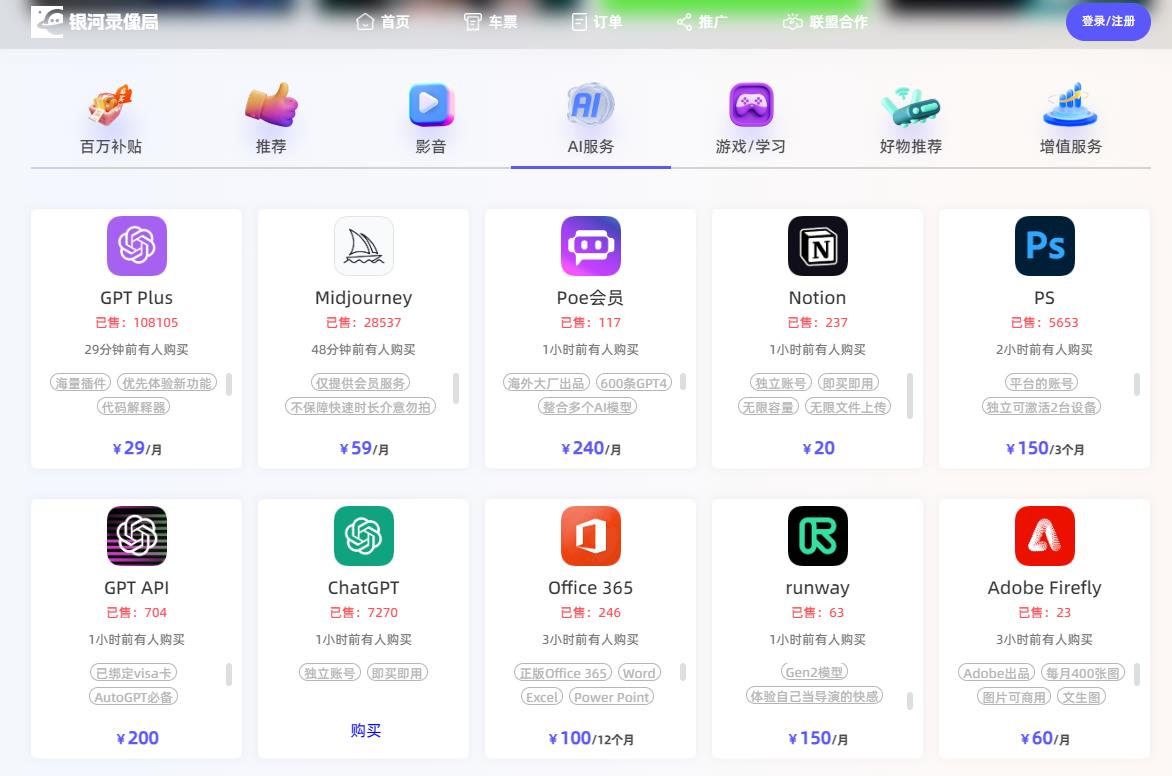 银河录像局
首页
车票
订单
推广
联盟合作
登录/注册
百万补贴
推荐
影音
AI
AI服务
游戏/学习
好物推荐
增值服务
GPT Plus
已售：108105
29分钟前有人购买
海量插件 优先体验新功能
代码解释器
¥29/月
Midjourney
已售：28537
48分钟前有人购买
仅提供会员服务
不保障快速时长介意勿拍
¥59/月
Poe会员
已售：117
1小时前有人购买
海外大厂出品 600条GPT4
整合多个AI模型
¥240/月
N
Notion
已售：237
1小时前有人购买
独立账号 即买即用
无限容量 无限文件上传
¥20
Ps
PS
已售：5653
2小时前有人购买
平台的账号
独立可激活2台设备
¥150/3个月
GPT API
已售：704
1小时前有人购买
已绑定visa卡
AutoGPT必备
¥200
ChatGPT
已售：7270
1小时前有人购买
独立账号 即买即用
购买
Office 365
已售：246
3小时前有人购买
正版Office 365 Word
Excel Power Point
¥100/12个月
R
runway
已售：63
1小时前有人购买
Gen2模型
体验自己当导演的快感
¥150/月
Adobe Firefly
已售：23
3小时前有人购买
Adobe出品 每月400张图
图片可商用 文生图
¥60/月